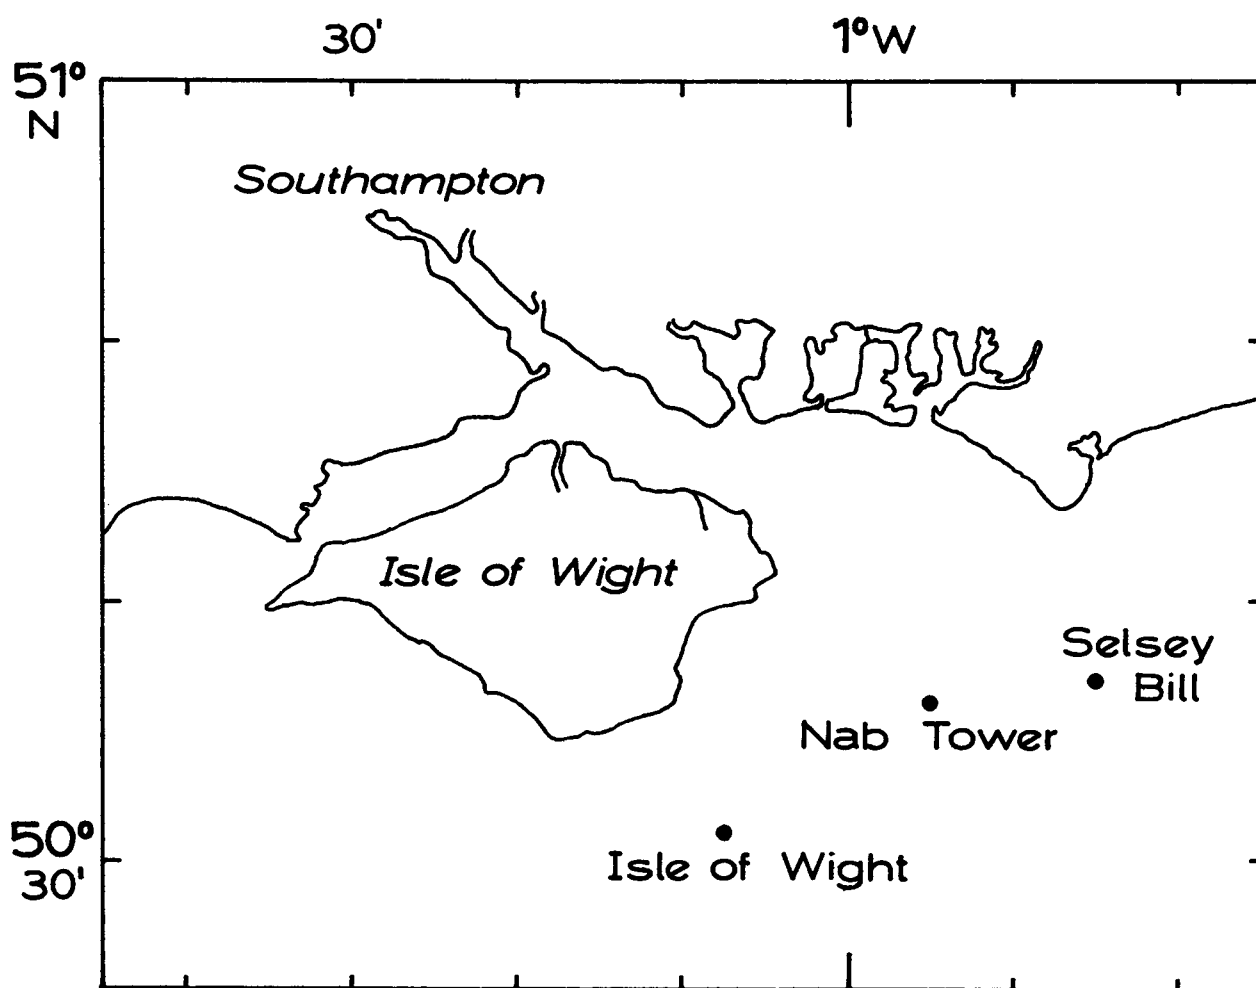 30'
1°W
51°
N
Southampton
Isle of Wight
Selsey
Bill
Nab Tower
50°
30'
Isle of Wight